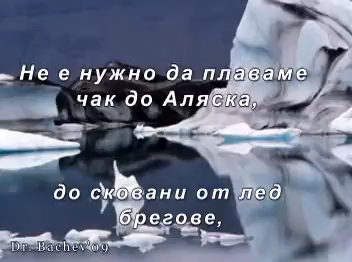 Не е нужно да плаваме
чак до Аляска,
до сковани от лед
брегове,
Dr. Bachev'09